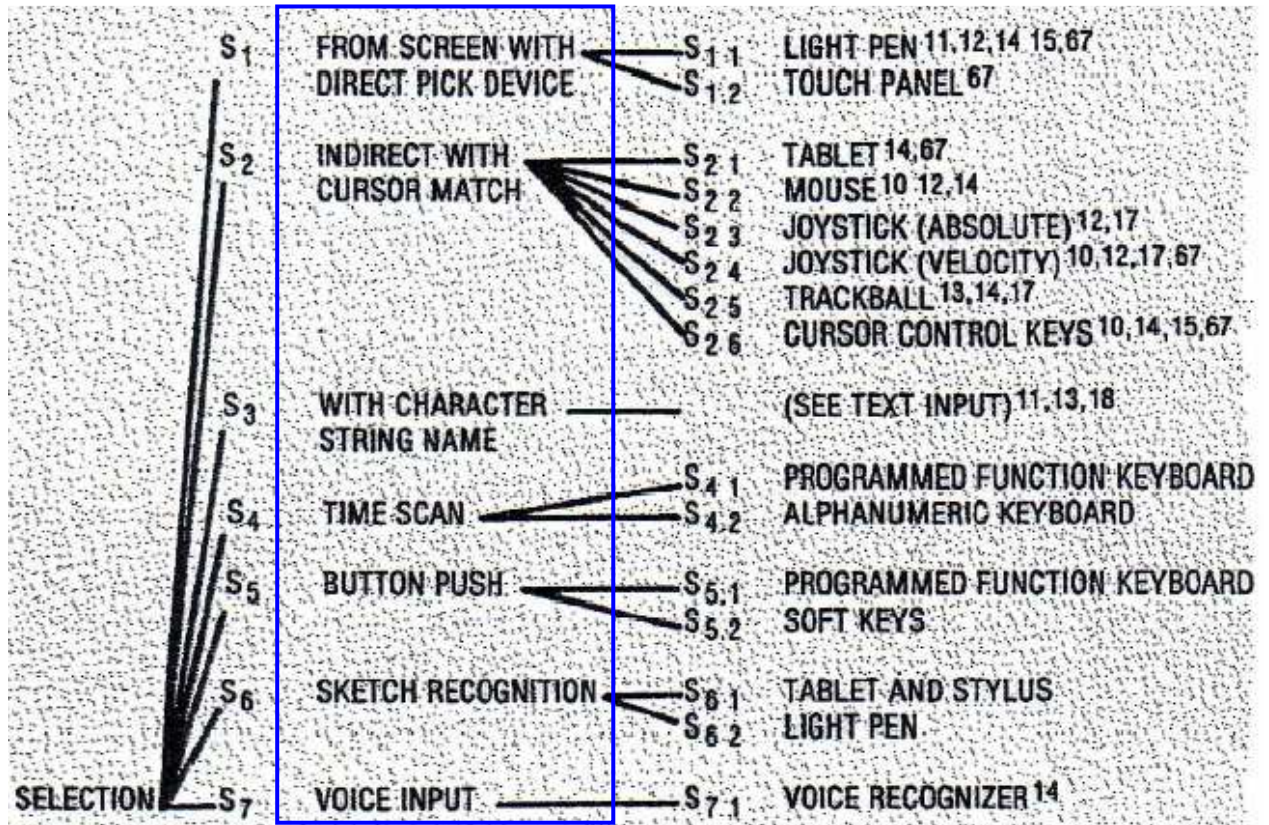 S1 FROM SCREEN WITH S1.1 LIGHT PEN 11,12,14 15,67
DIRECT PICK DEVICE S1.2 TOUCH PANEL 67
S2 INDIRECT WITH S2 1 TABLET 14,67
CURSOR MATCH S2 2 MOUSE 10 12,14
S2 3 JOYSTICK (ABSOLUTE) 12,17
S2 4 JOYSTICK (VELOCITY) 10,12,17,67
S2 5 TRACKBALL 13,14,17
S2 6 CURSOR CONTROL KEYS 10,14,15,67
S3 WITH CHARACTER (SEE TEXT INPUT) 11,13,18
STRING NAME
S4 1 PROGRAMMED FUNCTION KEYBOARD
S4 TIME SCAN S4.2 ALPHANUMERIC KEYBOARD
S5 BUTTON PUSH S5.1 PROGRAMMED FUNCTION KEYBOARD
S5.2 SOFT KEYS
S6 SKETCH RECOGNITION S6 1 TABLET AND STYLUS
S6 2 LIGHT PEN
SELECTION S7 VOICE INPUT S7.1 VOICE RECOGNIZER 14